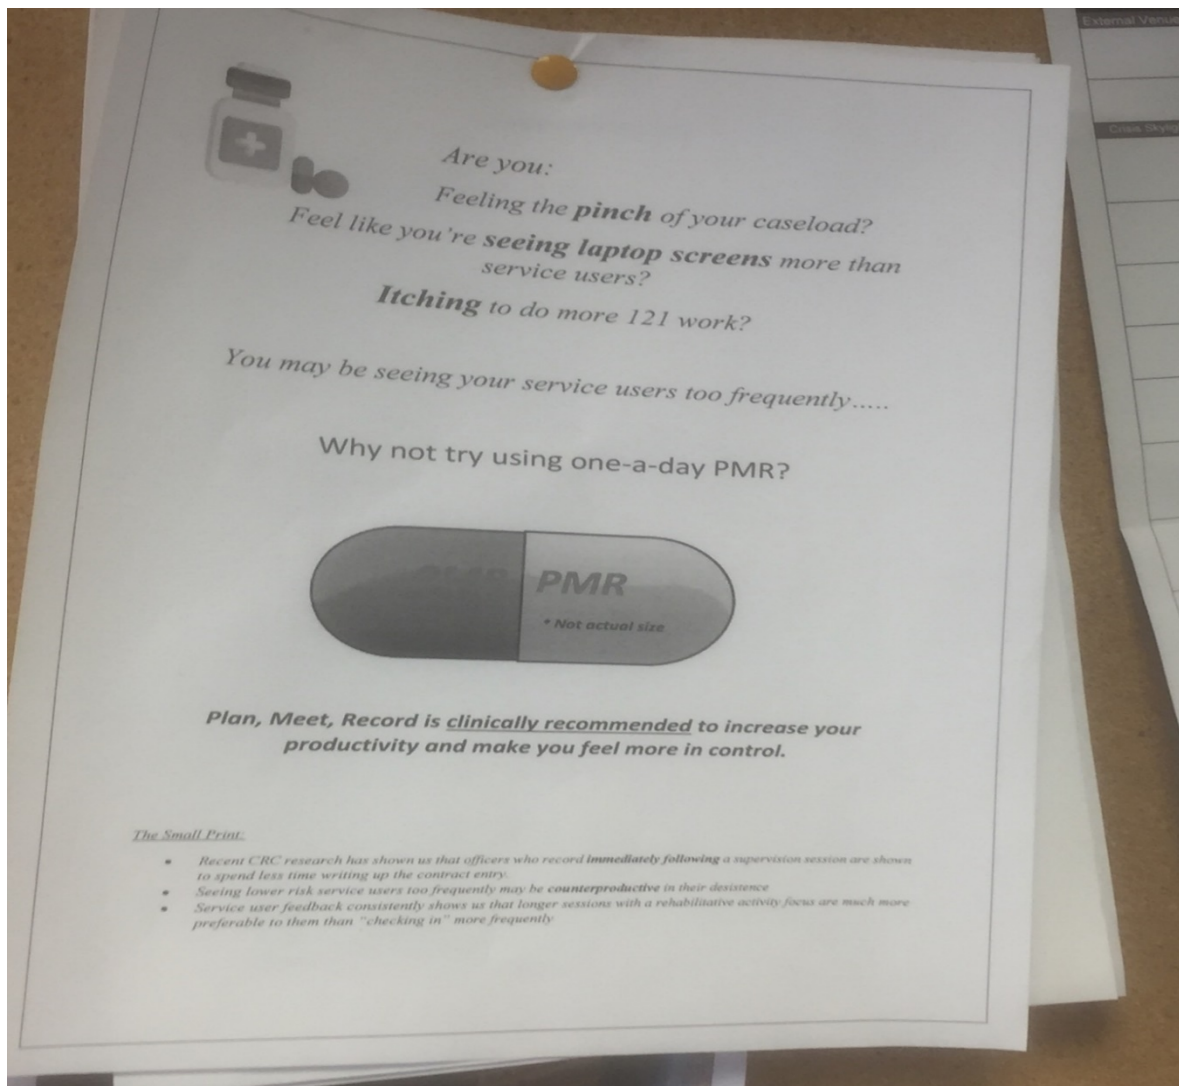 External Venue
Crisis Skylig
Are you:
Feeling the pinch of your caseload?
Feel like you're seeing laptop screens more than
service users?
Itching to do more 121 work?
You may be seeing your service users too frequently.....
Why not try using one-a-day PMR?
PMR
* Not actual size
Plan, Meet, Record is clinically recommended to increase your
productivity and make you feel more in control.
The Small Print:
Recent CRC research has shown us that officers who record immediately following a supervision session are shown
to spend less time writing up the contract entry.
Seeing lower risk service users too frequently may be counterproductive in their desistence
Service user feedback consistently shows us that longer sessions with a rehabilitative activity focus are much more
preferable to them than "checking in" more frequently